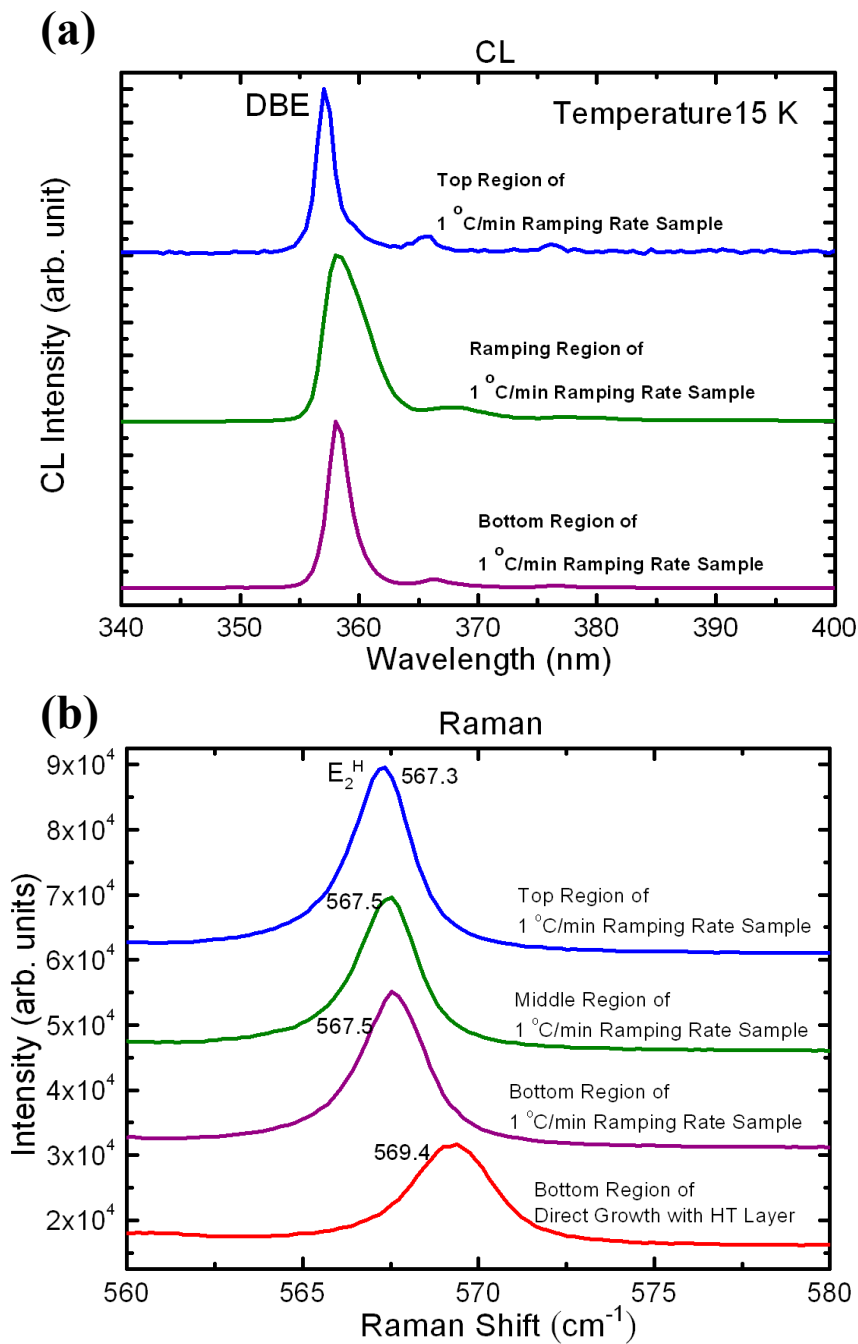 (a)
CL
DBE
Temperature15 K
Top Region of
1 °C/min Ramping Rate Sample
Ramping Region of
1 °C/min Ramping Rate Sample
Bottom Region of
1 °C/min Ramping Rate Sample
CL Intensity (arb. unit)
340 350 360 370 380 390 400
Wavelength (nm)
(b)
Raman
E₂ᴴ
567.3
Top Region of
1 °C/min Ramping Rate Sample
567.5
Middle Region of
1 °C/min Ramping Rate Sample
567.5
Bottom Region of
1 °C/min Ramping Rate Sample
569.4
Bottom Region of
Direct Growth with HT Layer
9x10⁴
8x10⁴
7x10⁴
6x10⁴
5x10⁴
4x10⁴
3x10⁴
2x10⁴
Intensity (arb. units)
560 565 570 575 580
Raman Shift (cm⁻¹)